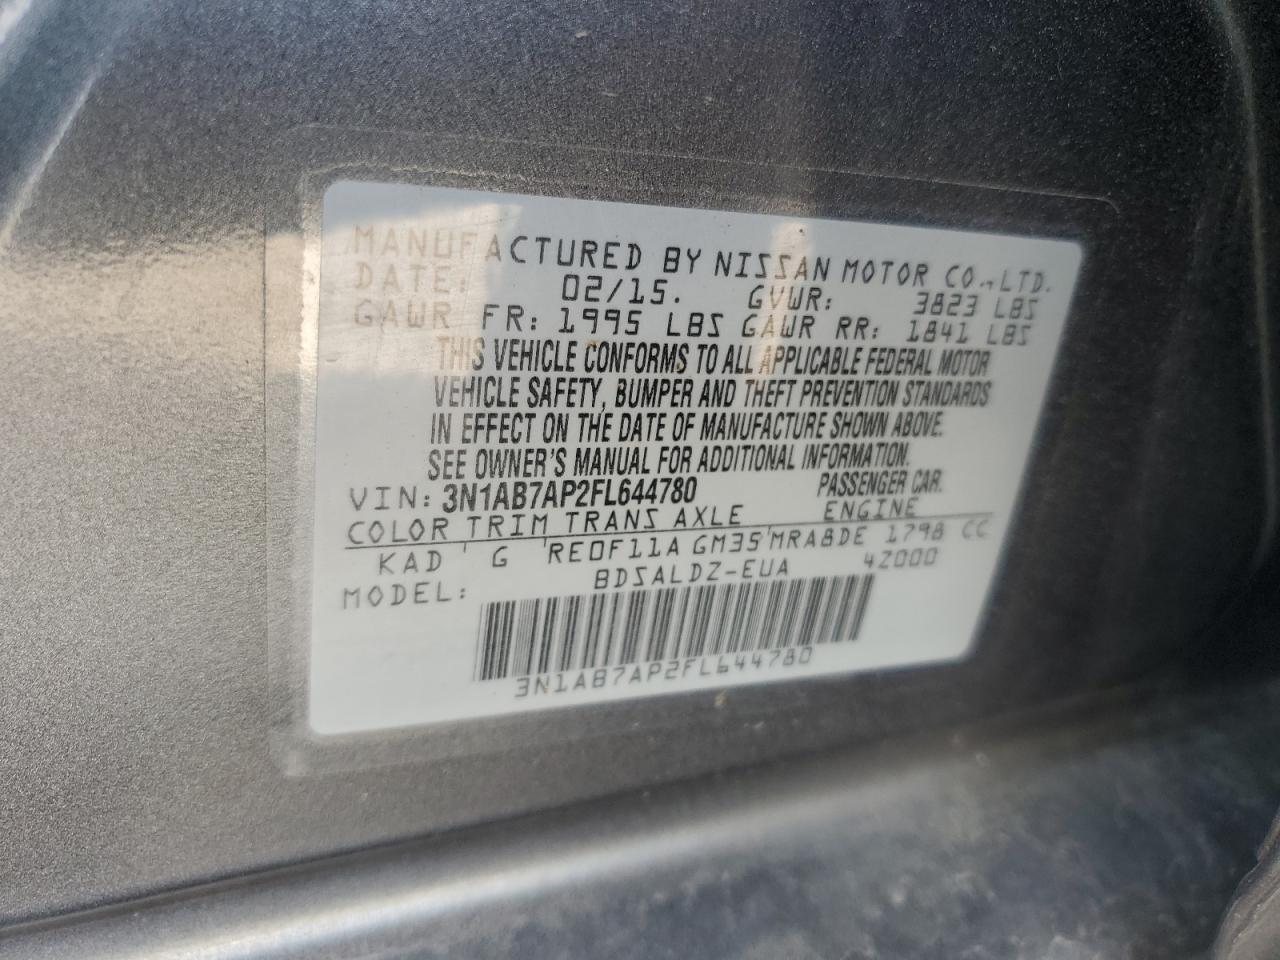 MANUFACTURED BY NISSAN MOTOR CO.,LTD.
DATE: 02/15. GVWR: 3823 LBS
GAWR FR: 1995 LBS GAWR RR: 1841 LBS
THIS VEHICLE CONFORMS TO ALL APPLICABLE FEDERAL MOTOR
VEHICLE SAFETY, BUMPER AND THEFT PREVENTION STANDARDS
IN EFFECT ON THE DATE OF MANUFACTURE SHOWN ABOVE.
SEE OWNER'S MANUAL FOR ADDITIONAL INFORMATION.
VIN: 3N1AB7AP2FL644780 PASSENGER CAR.
COLOR TRIM TRANS AXLE ENGINE
KAD G RE0F11A GM35 MRA8DE 1798 CC
MODEL: BDSALDZ-EUA 42000
3N1AB7AP2FL644780